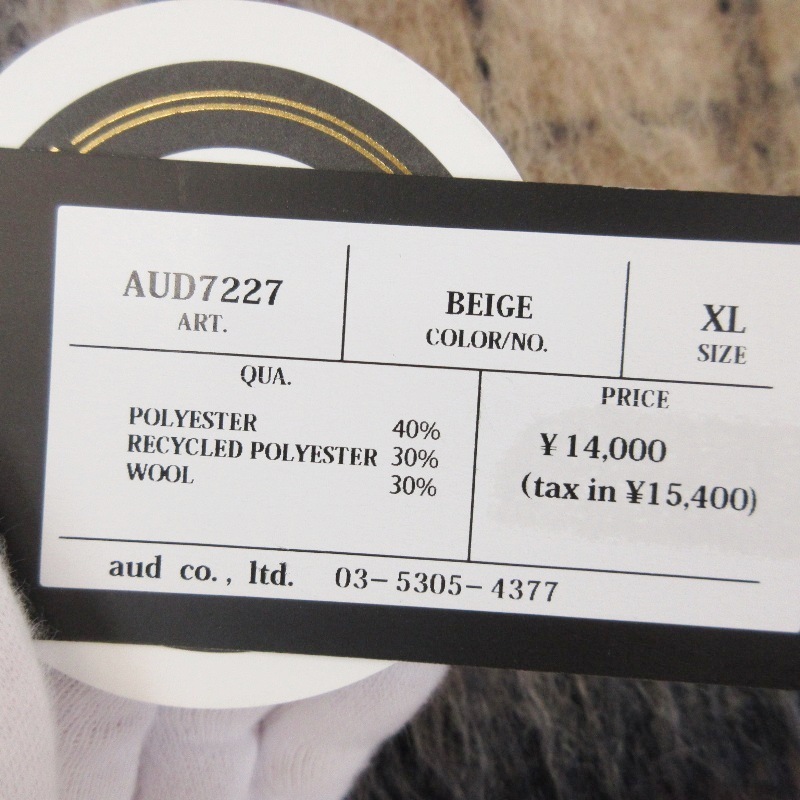 AUD7227
ART.
BEIGE
COLOR/NO.
XL
SIZE
QUA.
POLYESTER 40%
RECYCLED POLYESTER 30%
WOOL 30%
PRICE
¥14,000
(tax in ¥15,400)
aud co., ltd. 03-5305-4377